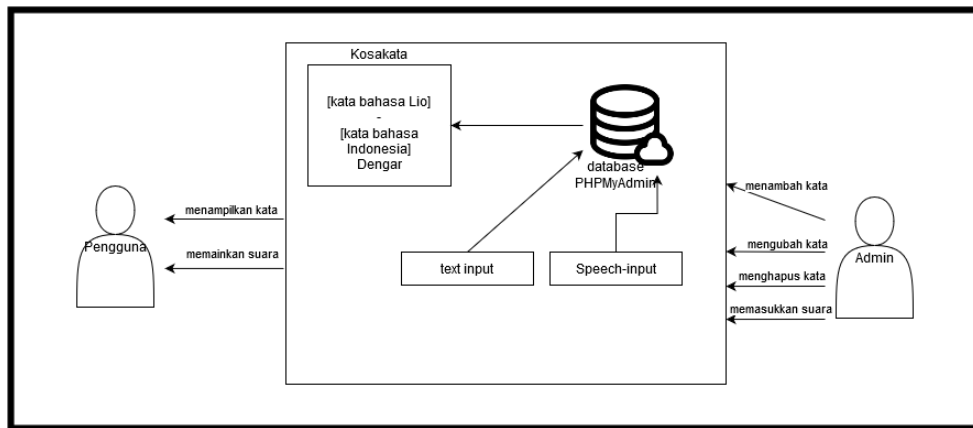 Kosakata
[kata bahasa Lio]
-
[kata bahasa
Indonesia]
Dengar
database
PHPMyAdmin
menambah kata
menampilkan kata
Pengguna
memainkan suara
text input
Speech-input
mengubah kata
Admin
menghapus kata
memasukkan suara